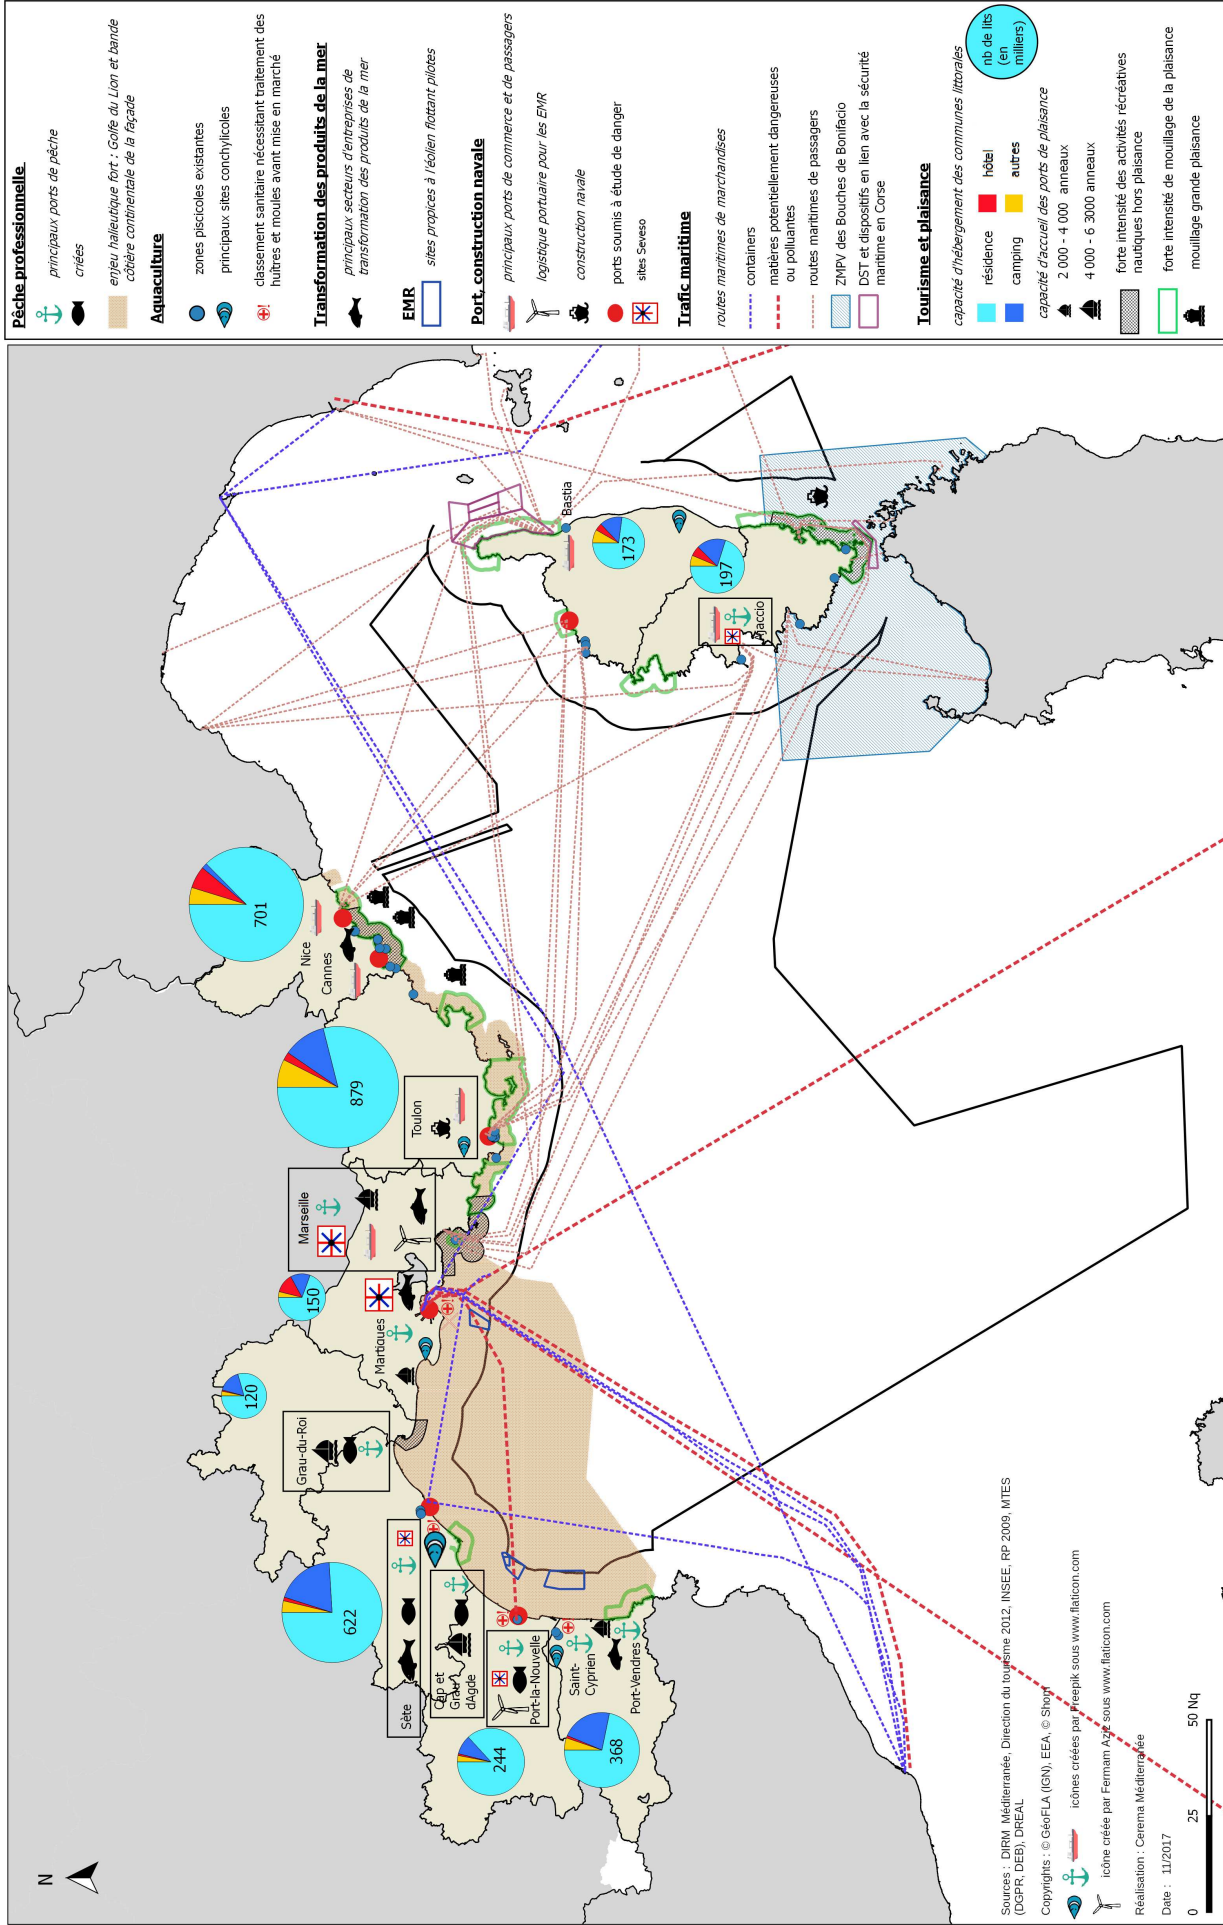 Pêche professionnelle
principaux ports de pêche
criées
enjeu halieutique fort : Golfe du Lion et bande
côtière continentale de la façade
Aquaculture
zones piscicoles existantes
principaux sites conchylicoles
classement sanitaire nécessitant traitement des
huîtres et moules avant mise en marché
Transformation des produits de la mer
principaux secteurs d'entreprises de
transformation des produits de la mer
EMR
sites propices à l'éolien flottant pilotes
Port, construction navale
principaux ports de commerce et de passagers
logistique portuaire pour les EMR
construction navale
ports soumis à étude de danger
sites Seveso
Trafic maritime
routes maritimes de marchandises
containers
matières potentiellement dangereuses
ou polluantes
routes maritimes de passagers
ZMPV des Bouches de Bonifacio
DST et dispositifs en lien avec la sécurité
maritime en Corse
Tourisme et plaisance
capacité d'hébergement des communes littorales
résidence
hôtel
camping
autres
nb de lits
(en
milliers)
capacité d'accueil des ports de plaisance
2 000 - 4 000 anneaux
4 000 - 6 3000 anneaux
forte intensité des activités récréatives
nautiques hors plaisance
forte intensité de mouillage de la plaisance
mouillage grande plaisance
N
701
Nice
Cannes
879
Toulon
Marseille
150
Martigues
120
Grau-du-Roi
622
Sète
Cap et
Grau
dAgde
Port-la-Nouvelle
244
Saint-
Cyprien
368
Port-Vendres
Bastia
173
197
Ajaccio
Sources : DIRM Méditerranée, Direction du tourisme 2012, INSEE, RP 2009, MTES
(DGPR, DEB), DREAL
Copyrights : © GéoFLA (IGN), EEA, © Shom
icônes créées par Freepik sous www.flaticon.com
icône créée par Fermam Aziz sous www.flaticon.com
Réalisation : Cerema Méditerranée
Date : 11/2017
0 25 50 Nq